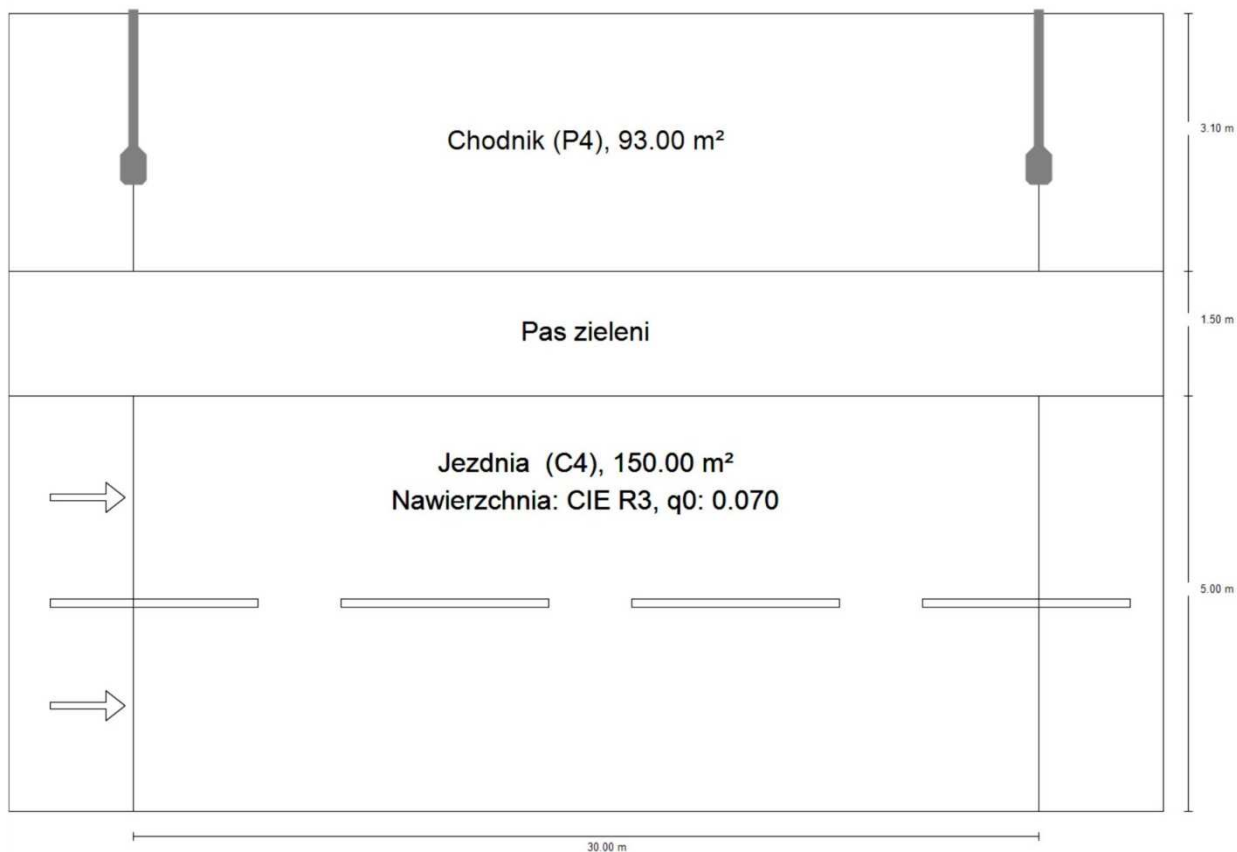 Chodnik (P4), 93.00 m²
3.10 m
Pas zieleni
1.50 m
Jezdnia (C4), 150.00 m²
Nawierzchnia: CIE R3, q0: 0.070
5.00 m
30.00 m